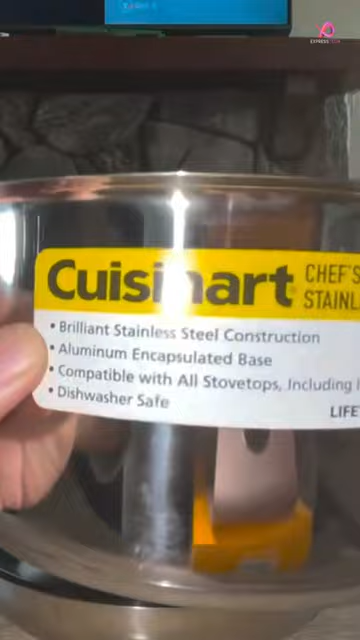 Cuisinart CHEF'S
STAINL
• Brilliant Stainless Steel Construction
• Aluminum Encapsulated Base
• Compatible with All Stovetops, Including
• Dishwasher Safe
LIFE